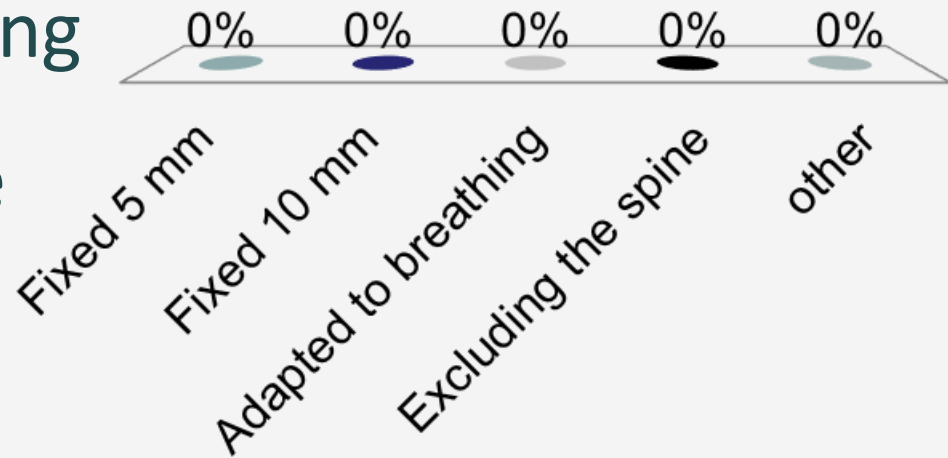 ng
0% 0% 0% 0% 0%
e
Fixed 5 mm
Fixed 10 mm
Adapted to breathing
Excluding the spine
other